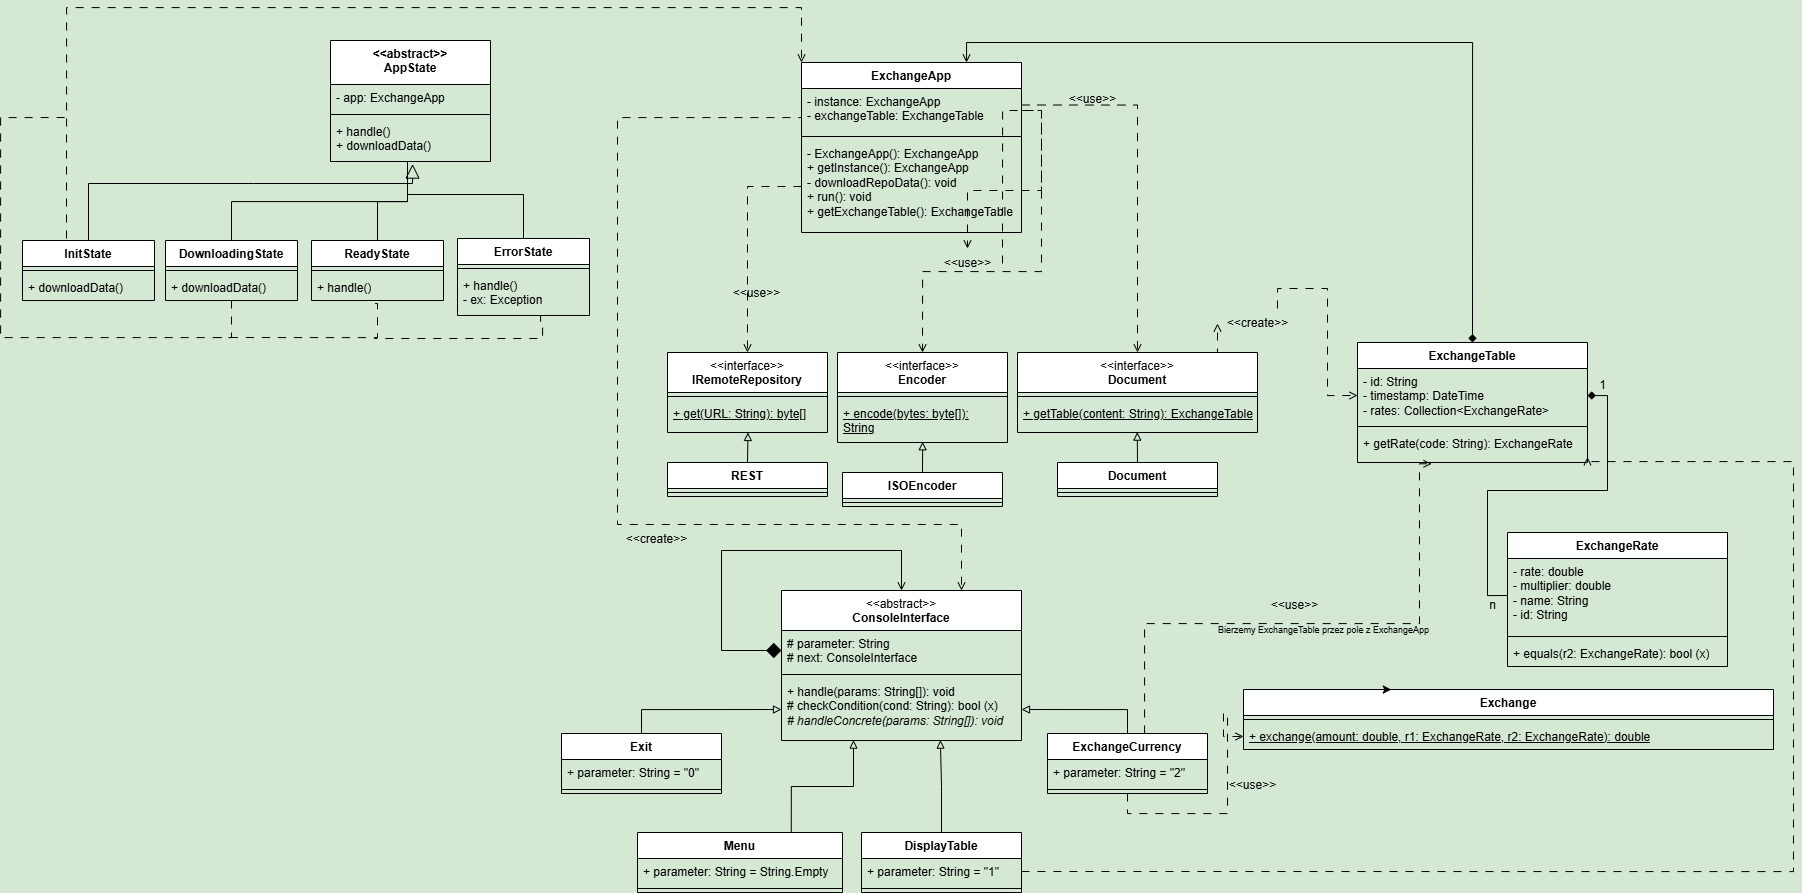 <<abstract>>
AppState
- app: ExchangeApp
+ handle()
+ downloadData()
InitState
+ downloadData()
DownloadingState
+ downloadData()
ReadyState
+ handle()
ErrorState
+ handle()
- ex: Exception
ExchangeApp
- instance: ExchangeApp
- exchangeTable: ExchangeTable
- ExchangeApp(): ExchangeApp
+ getInstance(): ExchangeApp
- downloadRepoData(): void
+ run(): void
+ getExchangeTable(): ExchangeTable
<<use>>
<<use>>
<<use>>
<<create>>
<<interface>>
IRemoteRepository
+ get(URL: String): byte[]
REST
<<interface>>
Encoder
+ encode(bytes: byte[]):
String
ISOEncoder
<<interface>>
Document
+ getTable(content: String): ExchangeTable
Document
ExchangeTable
- id: String
- timestamp: DateTime
- rates: Collection<ExchangeRate>
+ getRate(code: String): ExchangeRate
1
n
ExchangeRate
- rate: double
- multiplier: double
- name: String
- id: String
+ equals(r2: ExchangeRate): bool (x)
<<create>>
<<abstract>>
ConsoleInterface
# parameter: String
# next: ConsoleInterface
+ handle(params: String[]): void
# checkCondition(cond: String): bool (x)
# handleConcrete(params: String[]): void
<<use>>
Bierzemy ExchangeTable przez pole z ExchangeApp
Exchange
+ exchange(amount: double, r1: ExchangeRate, r2: ExchangeRate): double
<<use>>
Exit
+ parameter: String = "0"
ExchangeCurrency
+ parameter: String = "2"
Menu
+ parameter: String = String.Empty
DisplayTable
+ parameter: String = "1"